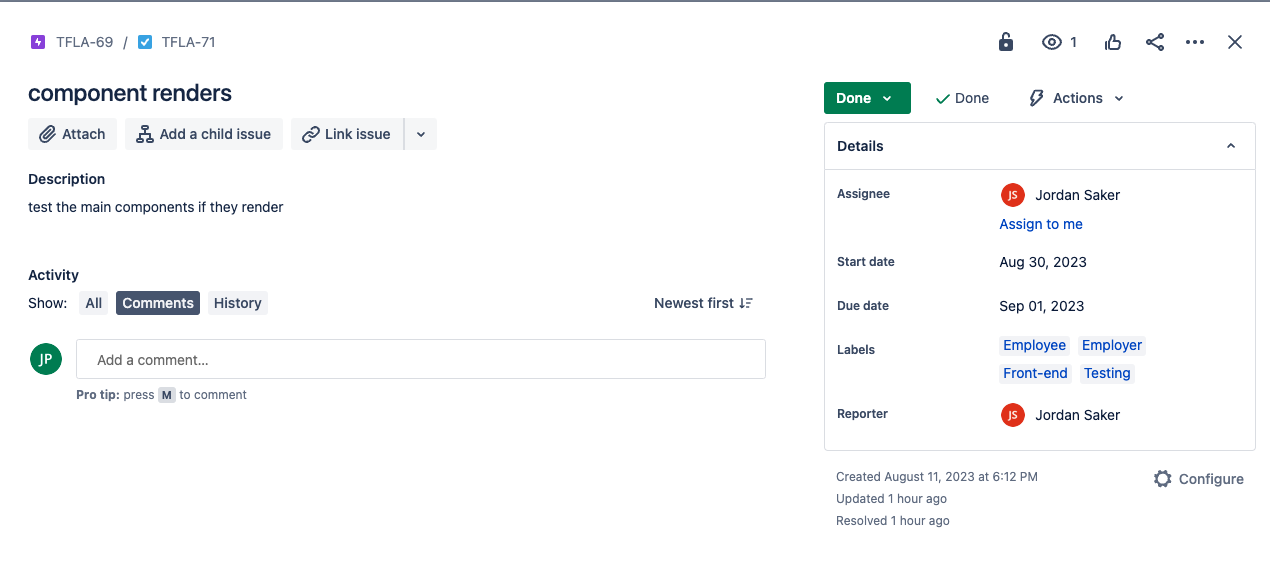 TFLA-69 / TFLA-71
1
component renders
Attach
Add a child issue
Link issue
Description
test the main components if they render
Activity
Show: All Comments History
Newest first
JP
Add a comment...
Pro tip: press M to comment
Done
Done
Actions
Details
Assignee
JS Jordan Saker
Assign to me
Start date
Aug 30, 2023
Due date
Sep 01, 2023
Labels
Employee Employer
Front-end Testing
Reporter
JS Jordan Saker
Created August 11, 2023 at 6:12 PM
Updated 1 hour ago
Resolved 1 hour ago
Configure